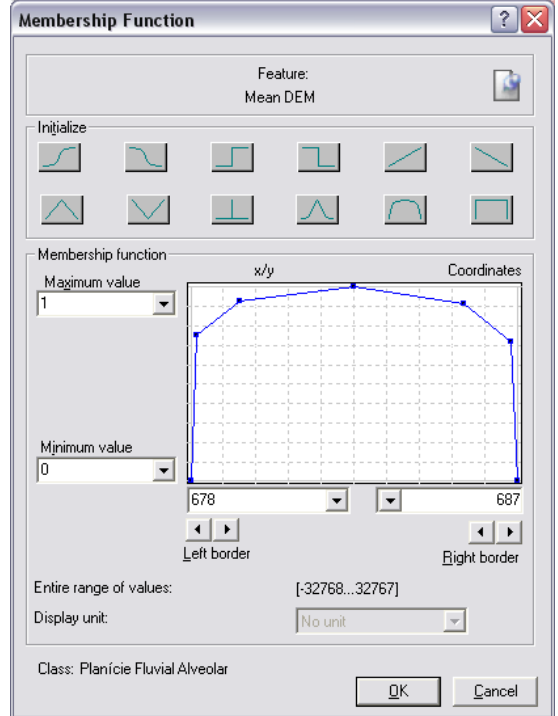 Membership Function
Feature:
Mean DEM
Initialize
Membership function
Maximum value
x/y
Coordinates
1
Minimum value
0
678
687
Left border
Right border
Entire range of values:
[-32768...32767]
Display unit:
No unit
Class: Planície Fluvial Alveolar
OK
Cancel